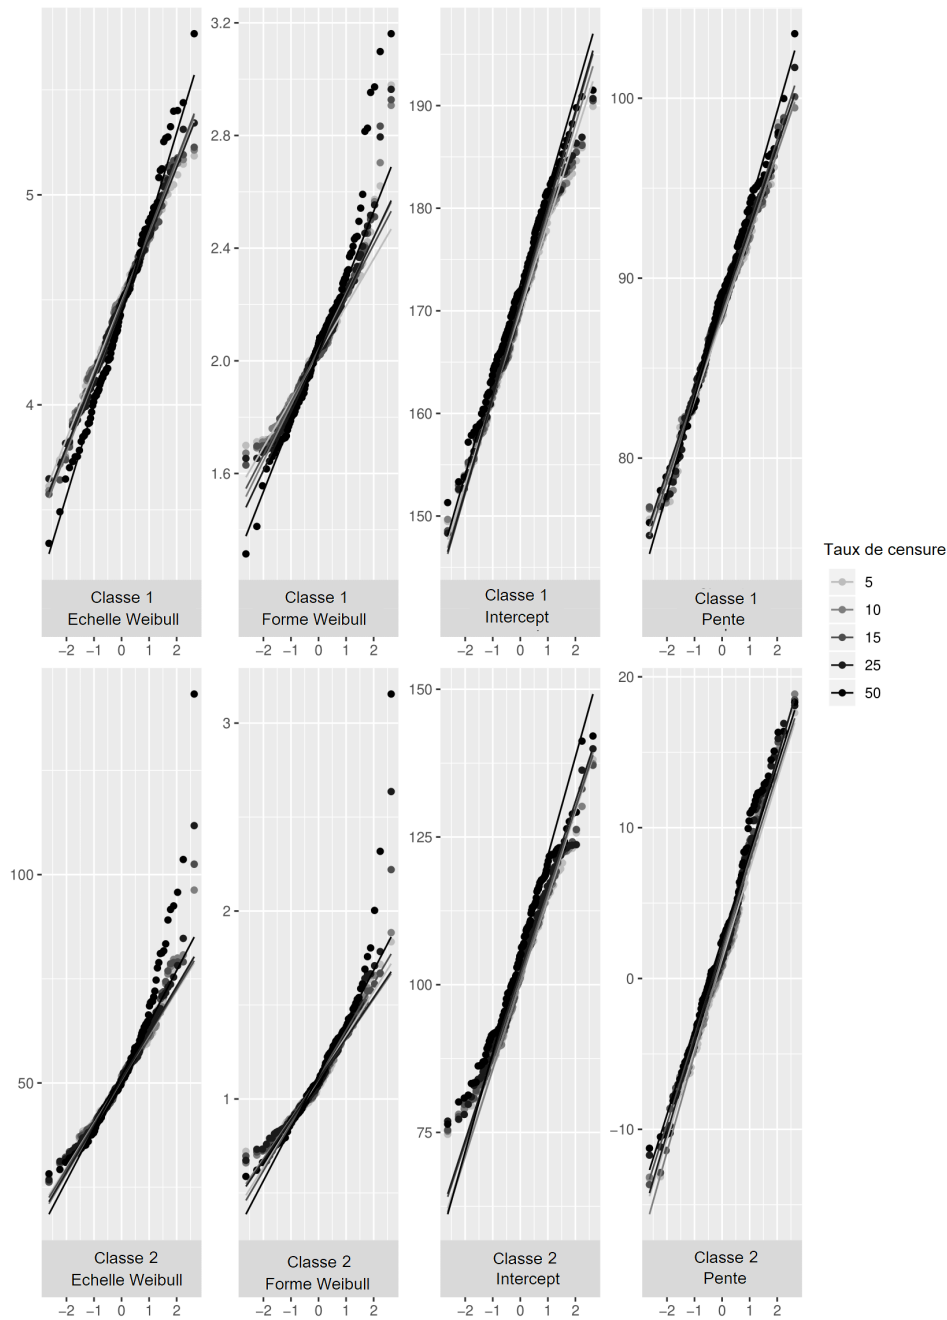 5
4
3.2
2.8
2.4
2.0
1.6
190
180
170
160
150
100
90
80
Classe 1
Echelle Weibull
Classe 1
Forme Weibull
Classe 1
Intercept
Classe 1
Pente
−2 −1 0 1 2
−2 −1 0 1 2
−2 −1 0 1 2
−2 −1 0 1 2
100
50
3
2
1
150
125
100
75
20
10
0
−10
Classe 2
Echelle Weibull
Classe 2
Forme Weibull
Classe 2
Intercept
Classe 2
Pente
−2 −1 0 1 2
−2 −1 0 1 2
−2 −1 0 1 2
−2 −1 0 1 2
Taux de censure
5
10
15
25
50